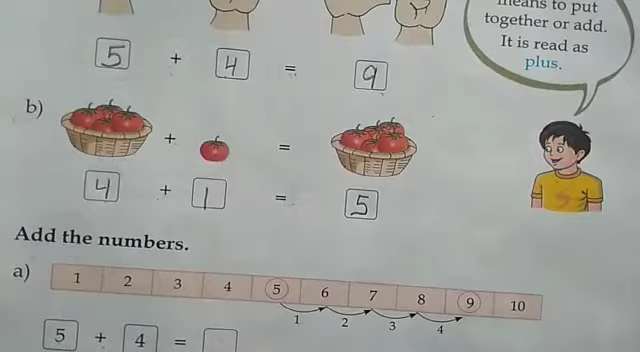 means to put
together or add.
It is read as
plus.
5 + 4 = 9
b)
+ =
4 + 1 = 5
Add the numbers.
a) 1 2 3 4 5 6 7 8 9 10
1 2 3 4
5 + 4 =